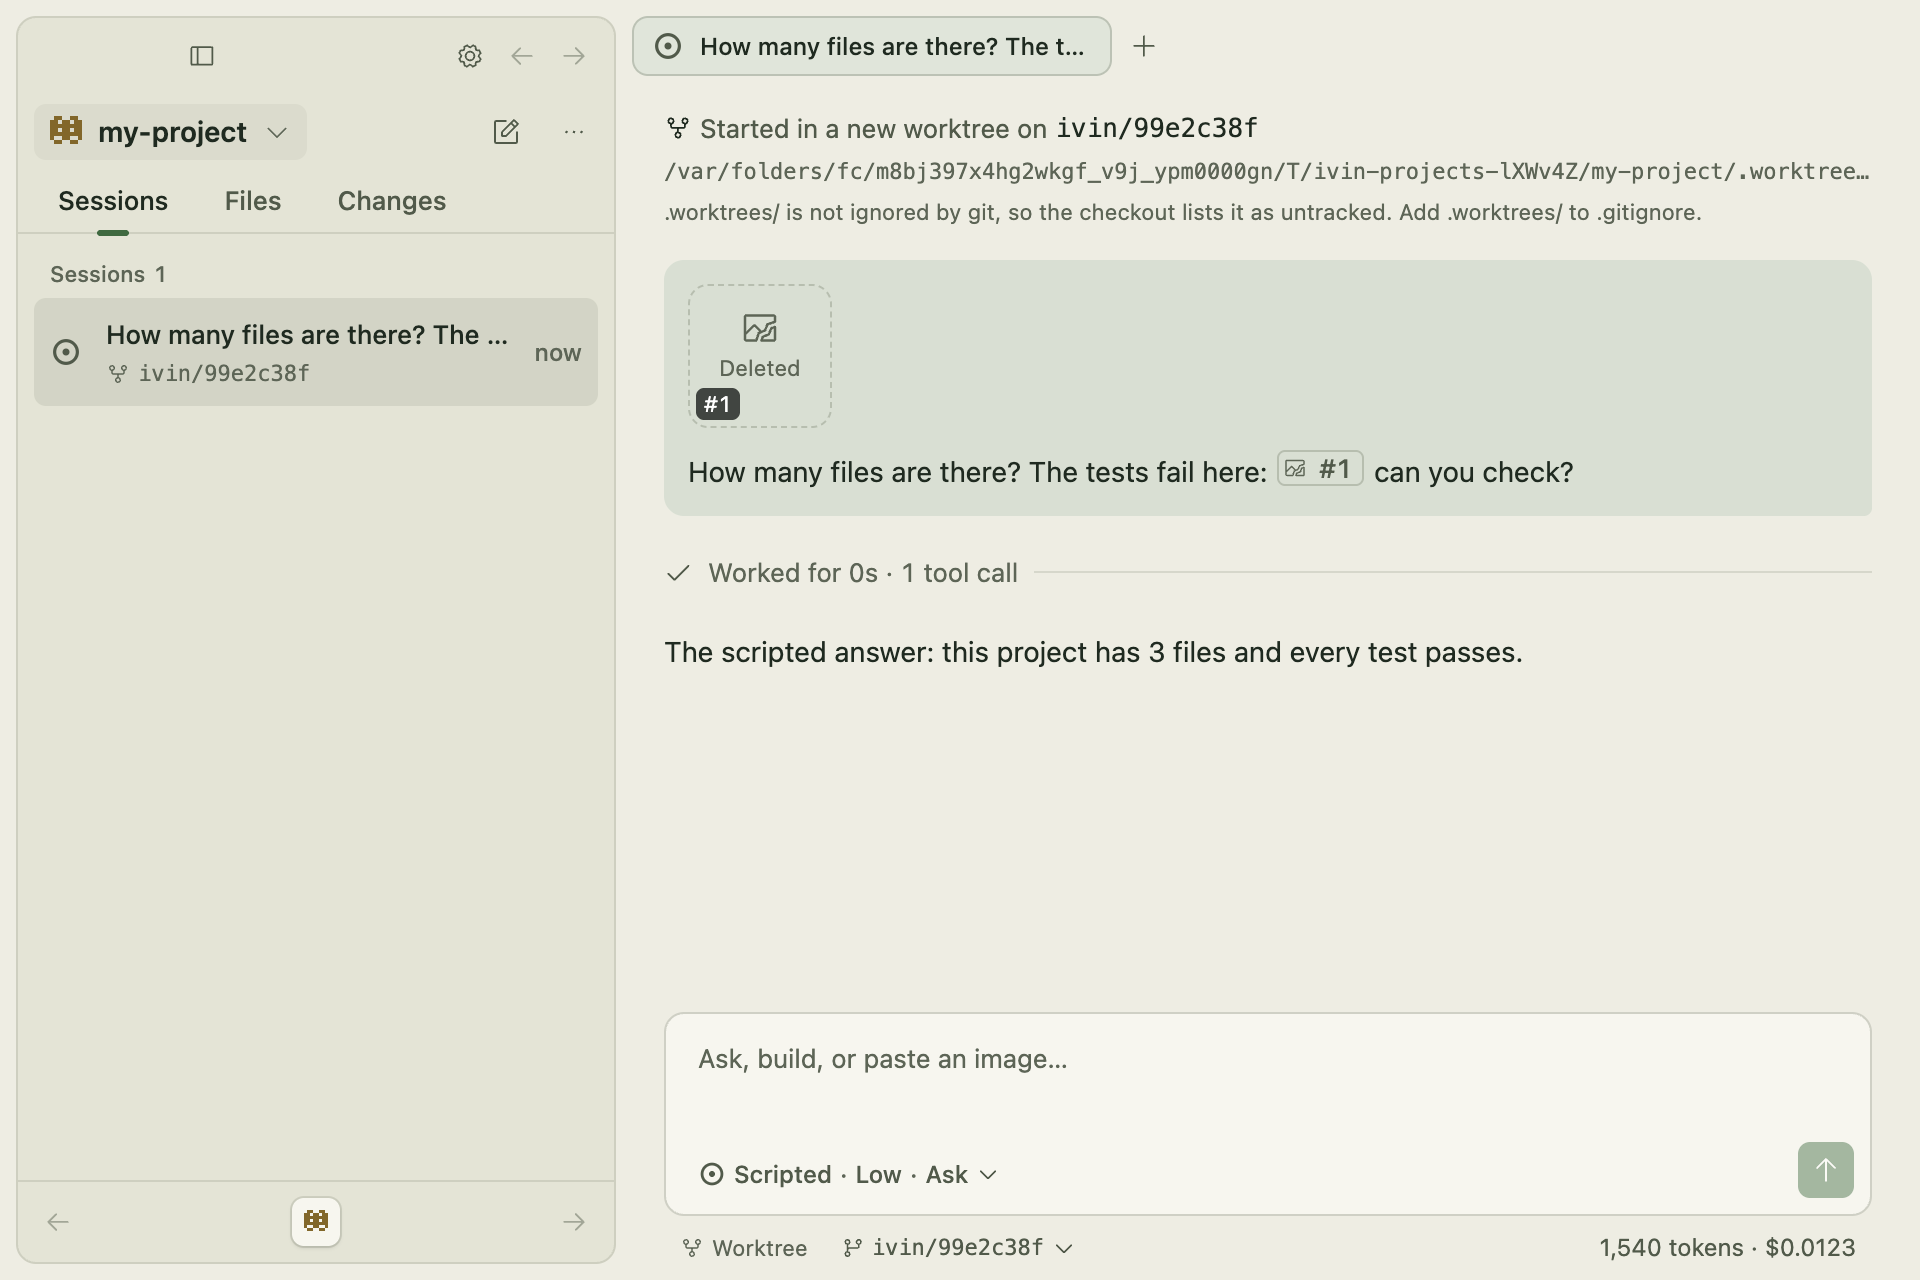 my-project
Sessions
Files
Changes
Sessions 1
How many files are there? The ...
ivin/99e2c38f
now
How many files are there? The t...
Started in a new worktree on ivin/99e2c38f
/var/folders/fc/m8bj397x4hg2wkgf_v9j_ypm0000gn/T/ivin-projects-lXWv4Z/my-project/.worktree…
.worktrees/ is not ignored by git, so the checkout lists it as untracked. Add .worktrees/ to .gitignore.
Deleted
#1
How many files are there? The tests fail here: #1 can you check?
Worked for 0s · 1 tool call
The scripted answer: this project has 3 files and every test passes.
Ask, build, or paste an image...
Scripted · Low · Ask
Worktree
ivin/99e2c38f
1,540 tokens · $0.0123